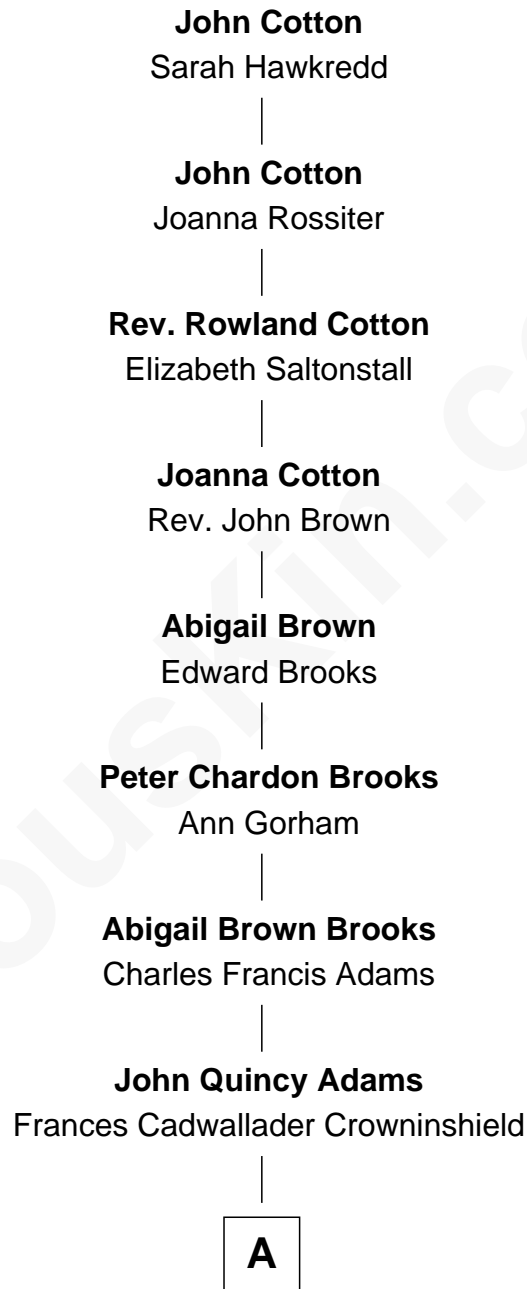 John Cotton
Sarah Hawkredd
John Cotton
Joanna Rossiter
Rev. Rowland Cotton
Elizabeth Saltonstall
Joanna Cotton
Rev. John Brown
Abigail Brown
Edward Brooks
Peter Chardon Brooks
Ann Gorham
Abigail Brown Brooks
Charles Francis Adams
John Quincy Adams
Frances Cadwallader Crowninshield
A